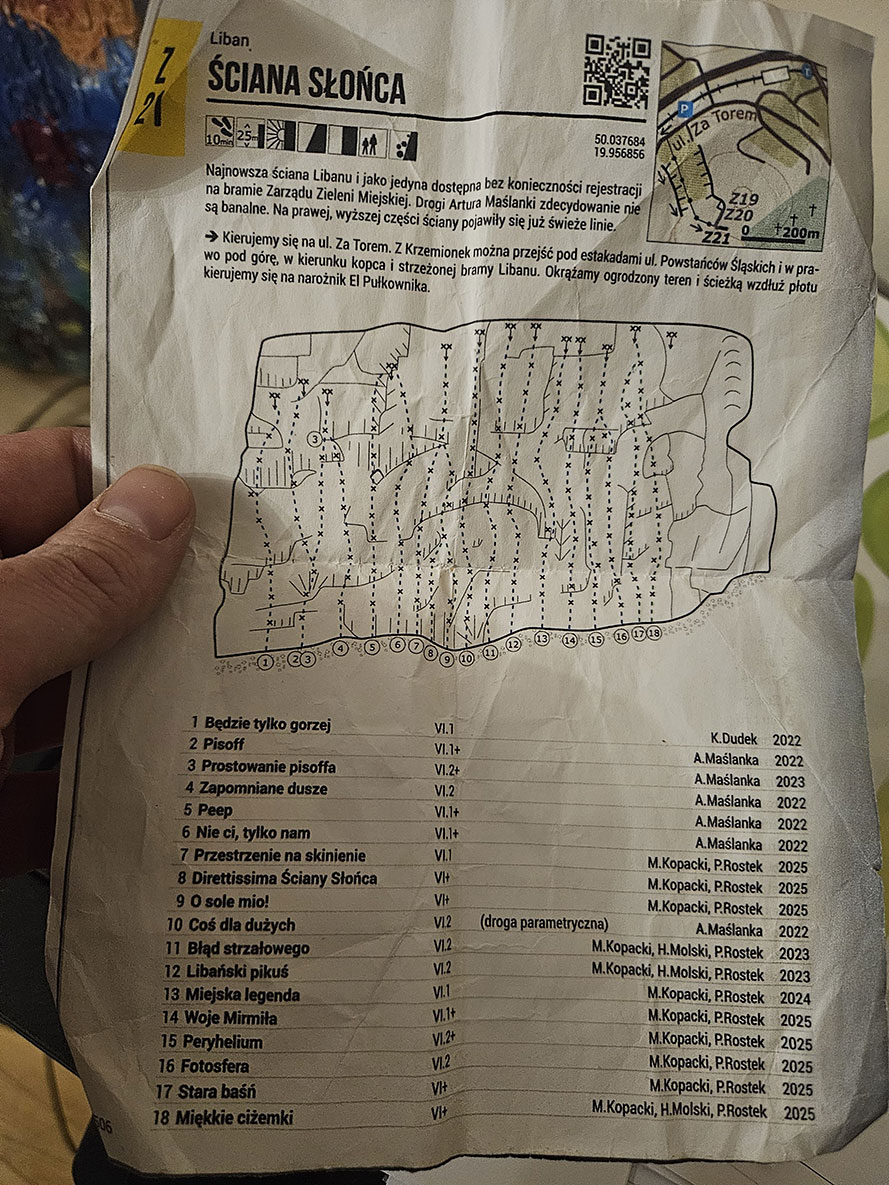 Z
21
Liban
ŚCIANA SŁOŃCA
10min 25m
50.037684
19.956856
P
T
ul. Za Torem
Z19
Z20
Z21
0 200m
Najnowsza ściana Libanu i jako jedyna dostępna bez konieczności rejestracji
na bramie Zarządu Zieleni Miejskiej. Drogi Artura Maślanki zdecydowanie nie
są banalne. Na prawej, wyższej części ściany pojawiły się już świeże linie.
➔ Kierujemy się na ul. Za Torem. Z Krzemionek można przejść pod estakadami ul. Powstańców Śląskich i w pra-
wo pod górę, w kierunku kopca i strzeżonej bramy Libanu. Okrążamy ogrodzony teren i ścieżką wzdłuż płotu
kierujemy się na narożnik El Pułkownika.
3
1 2 3 4 5 6 7 8 9 10 11 12 13 14 15 16 17 18
1 Będzie tylko gorzej VI.1 K.Dudek 2022
2 Pisoff VI.1+ A.Maślanka 2022
3 Prostowanie pisoffa VI.2+ A.Maślanka 2023
4 Zapomniane dusze VI.2 A.Maślanka 2022
5 Peep VI.1+ A.Maślanka 2022
6 Nie ci, tylko nam VI.1+ A.Maślanka 2022
7 Przestrzenie na skinienie VI.1 M.Kopacki, P.Rostek 2025
8 Direttissima Ściany Słońca VI+ M.Kopacki, P.Rostek 2025
9 O sole mio! VI+ M.Kopacki, P.Rostek 2025
10 Coś dla dużych VI.2 (droga parametryczna) A.Maślanka 2022
11 Błąd strzałowego VI.2 M.Kopacki, H.Molski, P.Rostek 2023
12 Libański pikuś VI.2 M.Kopacki, H.Molski, P.Rostek 2023
13 Miejska legenda VI.1 M.Kopacki, P.Rostek 2024
14 Woje Mirmiła VI.1+ M.Kopacki, P.Rostek 2025
15 Peryhelium VI.2+ M.Kopacki, P.Rostek 2025
16 Fotosfera VI.2 M.Kopacki, P.Rostek 2025
17 Stara baśń VI+ M.Kopacki, P.Rostek 2025
18 Miękkie ciżemki VI+ M.Kopacki, H.Molski, P.Rostek 2025